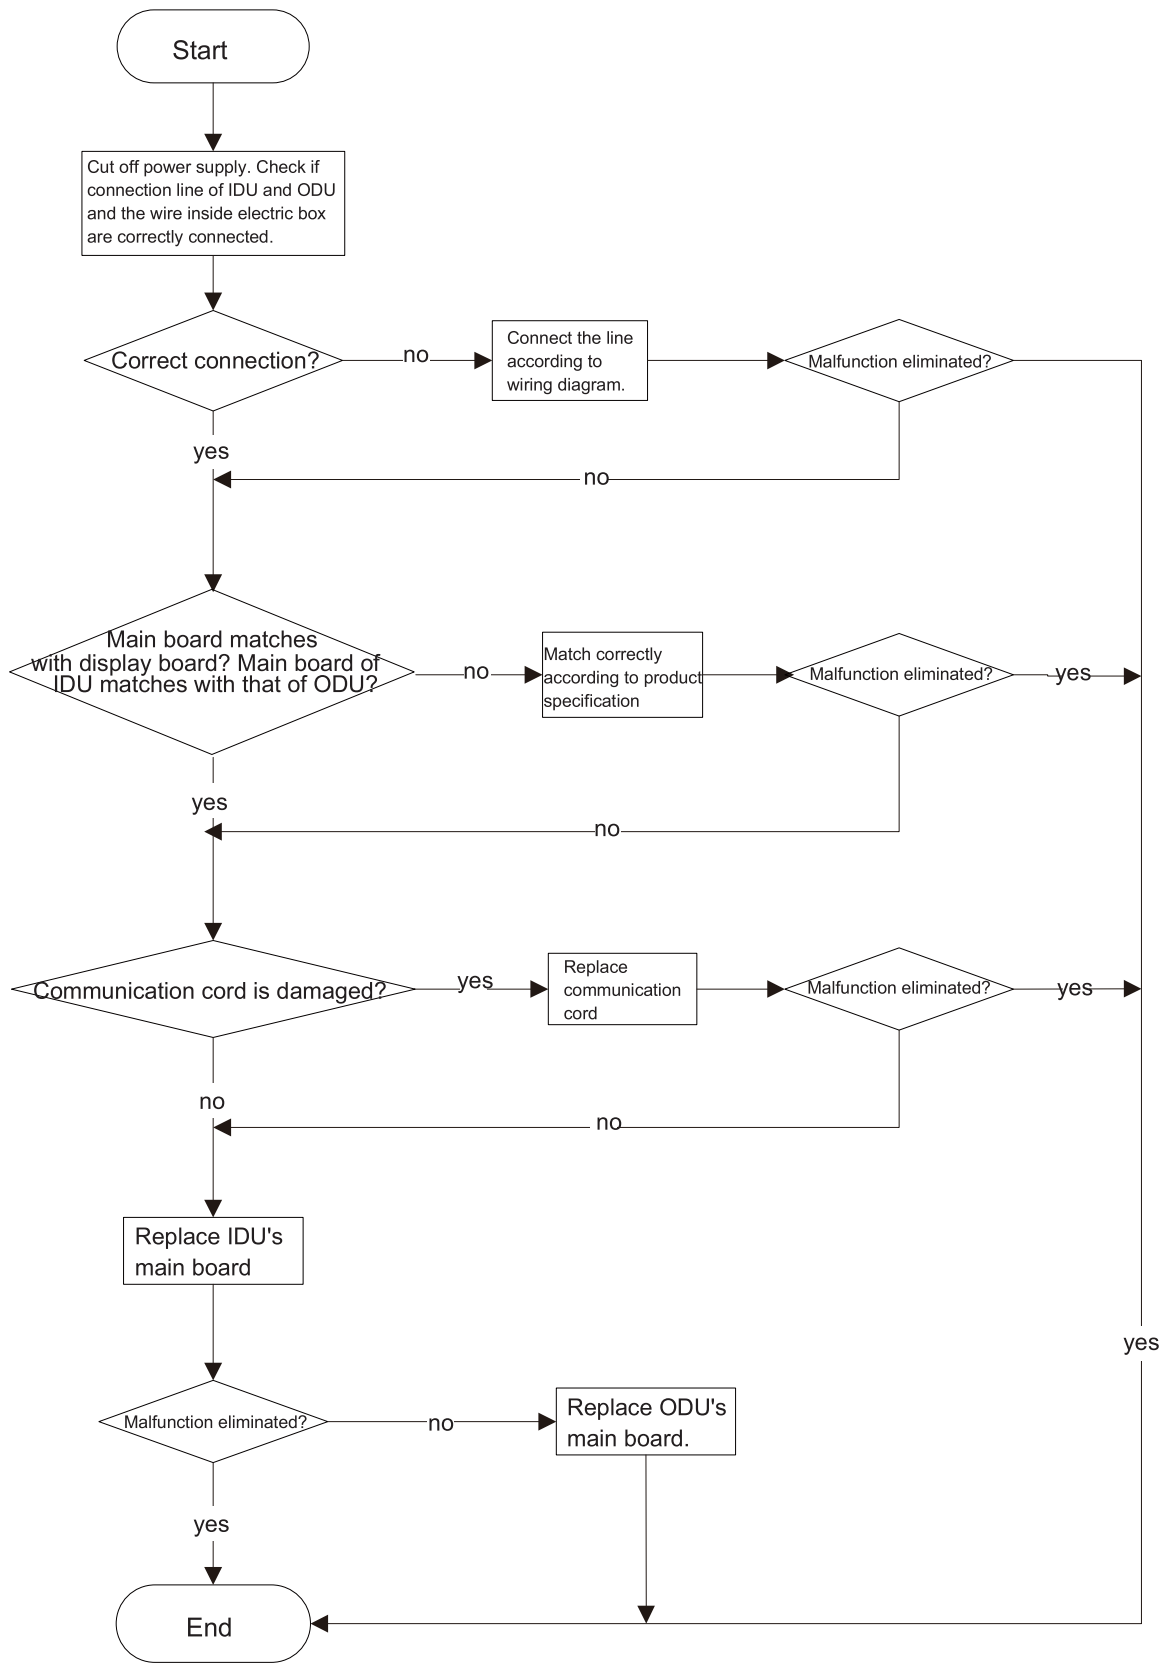 Start
Cut off power supply. Check if
connection line of IDU and ODU
and the wire inside electric box
are correctly connected.
Correct connection?
no
Connect the line
according to
wiring diagram.
Malfunction eliminated?
yes
no
Main board matches
with display board? Main board of
IDU matches with that of ODU?
no
Match correctly
according to product
specification
Malfunction eliminated?
yes
yes
no
Communication cord is damaged?
yes
Replace
communication
cord
Malfunction eliminated?
yes
no
no
Replace IDU's
main board
yes
Malfunction eliminated?
no
Replace ODU's
main board.
yes
End